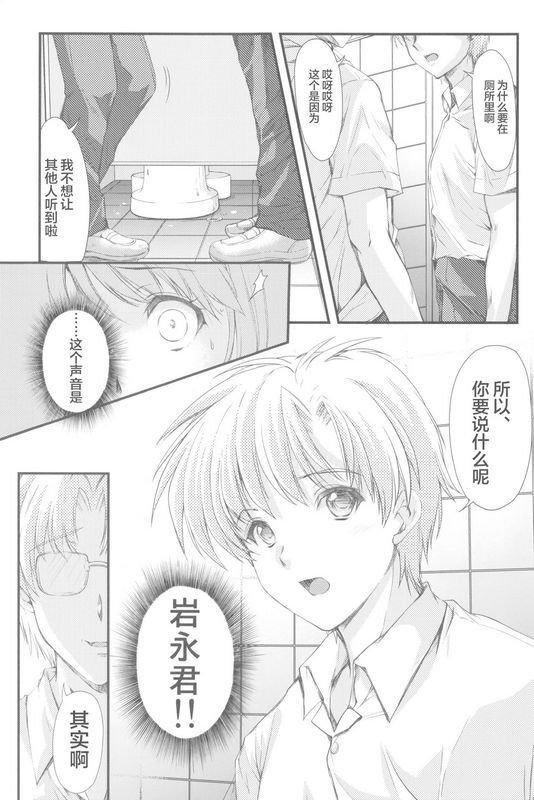 为什么要在
厕所里啊
哎呀哎呀
这个是因为
我不想让
其他人听到啦
……这个声音是
所以、
你要说什么呢
岩永君!!
其实啊